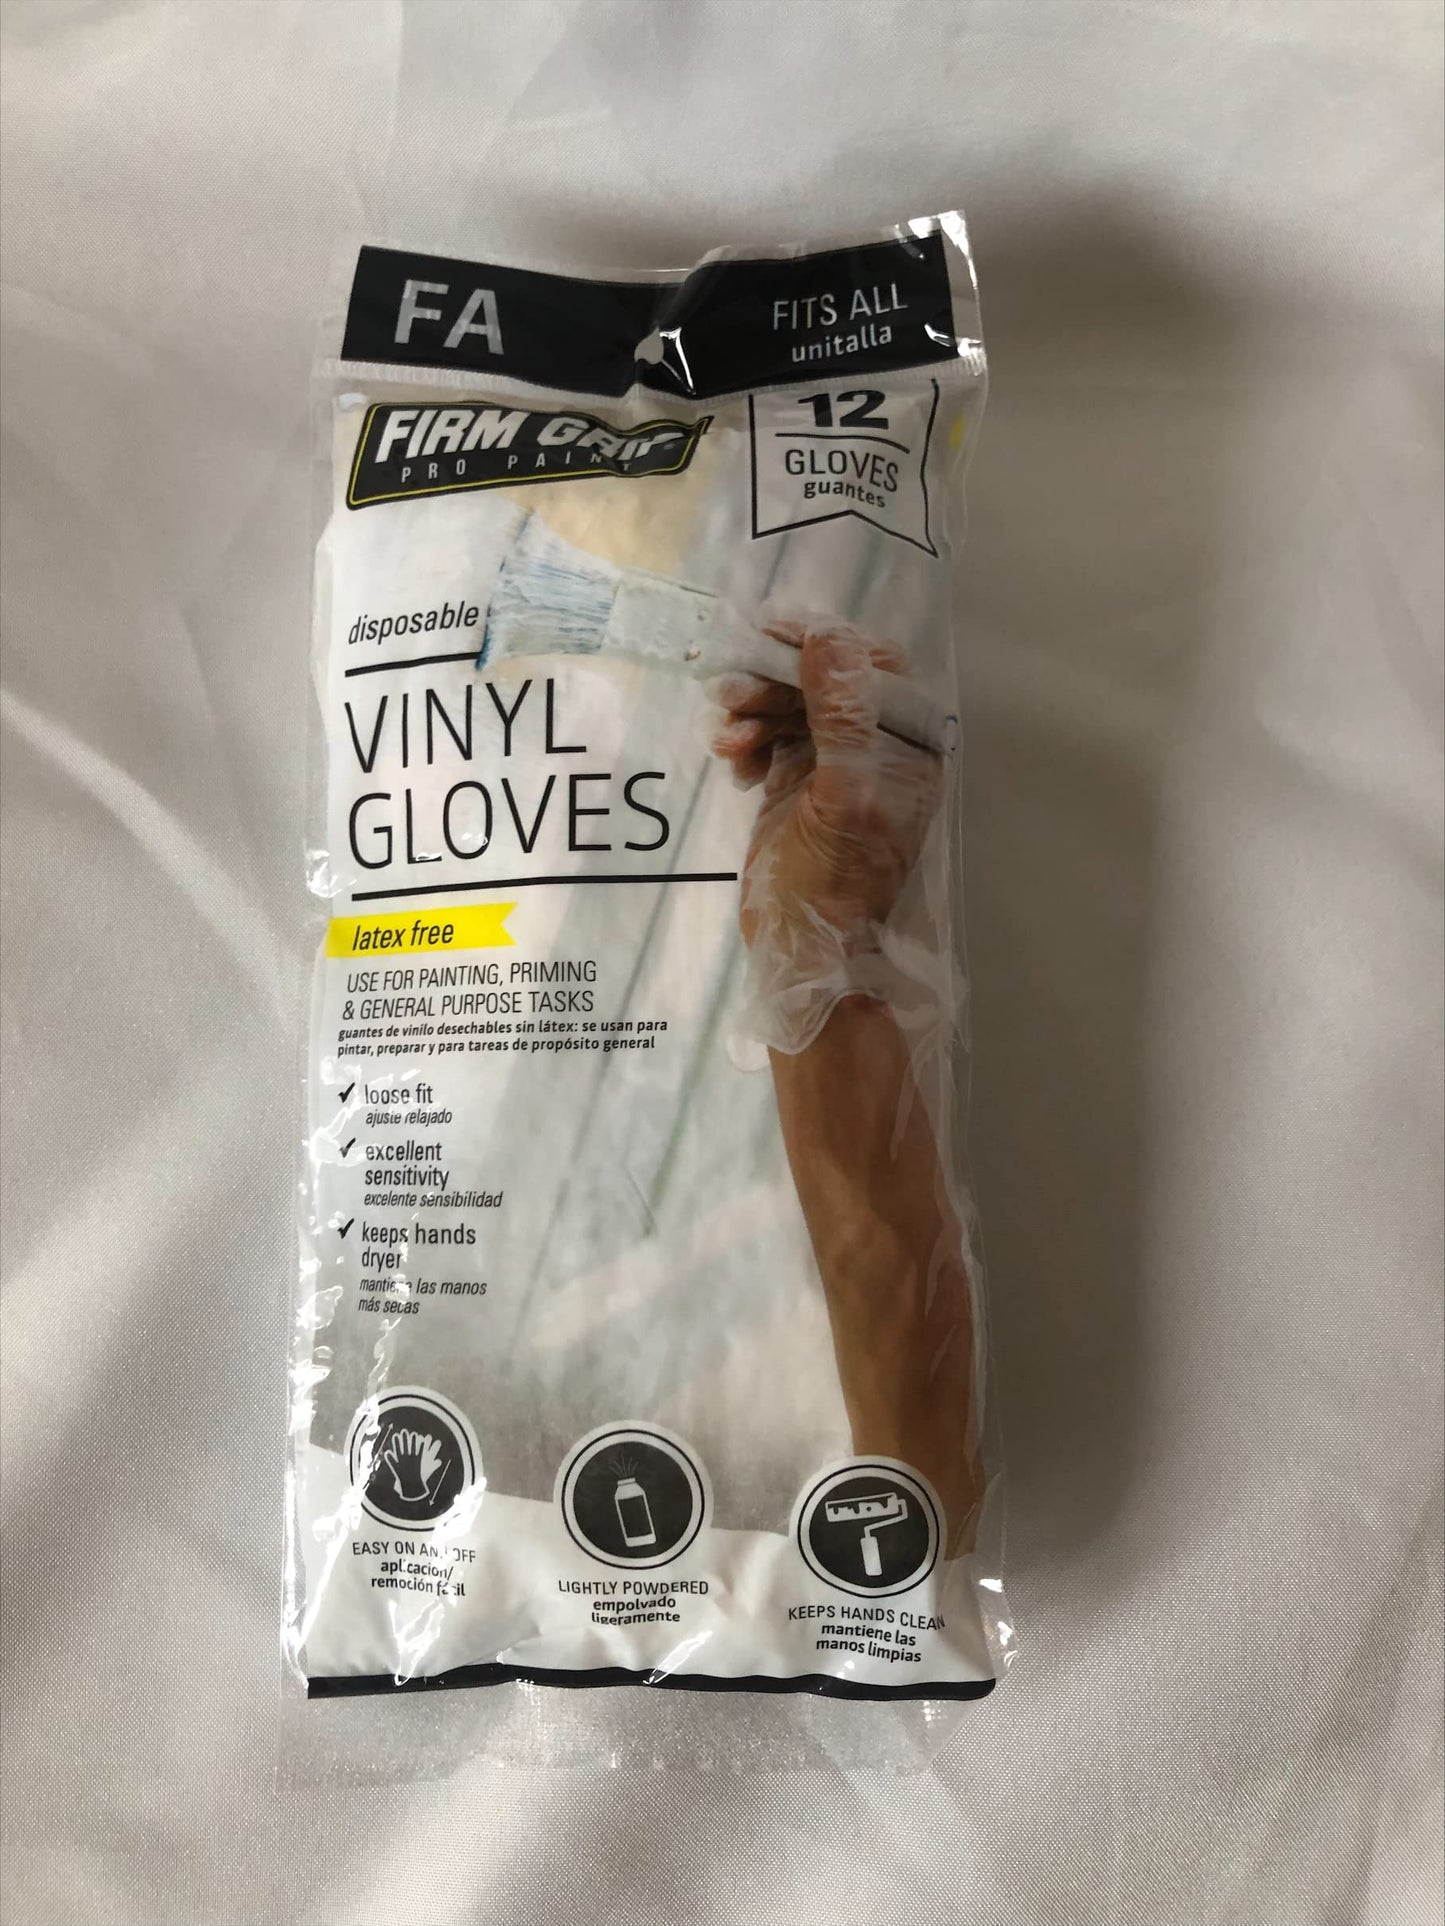 FA
FITS ALL
unitalla
FIRM GRIP
PRO PAINT
12
GLOVES
guantes
disposable
VINYL
GLOVES
latex free
USE FOR PAINTING, PRIMING
& GENERAL PURPOSE TASKS
guantes de vinilo desechables sin látex: se usan para
pintar, preparar y para tareas de propósito general
✓ loose fit
ajuste relajado
✓ excellent
sensitivity
excelente sensibilidad
✓ keeps hands
dryer
mantiene las manos
más secas
EASY ON AND OFF
aplicación/
remoción fácil
LIGHTLY POWDERED
empolvado
ligeramente
KEEPS HANDS CLEAN
mantiene las
manos limpias